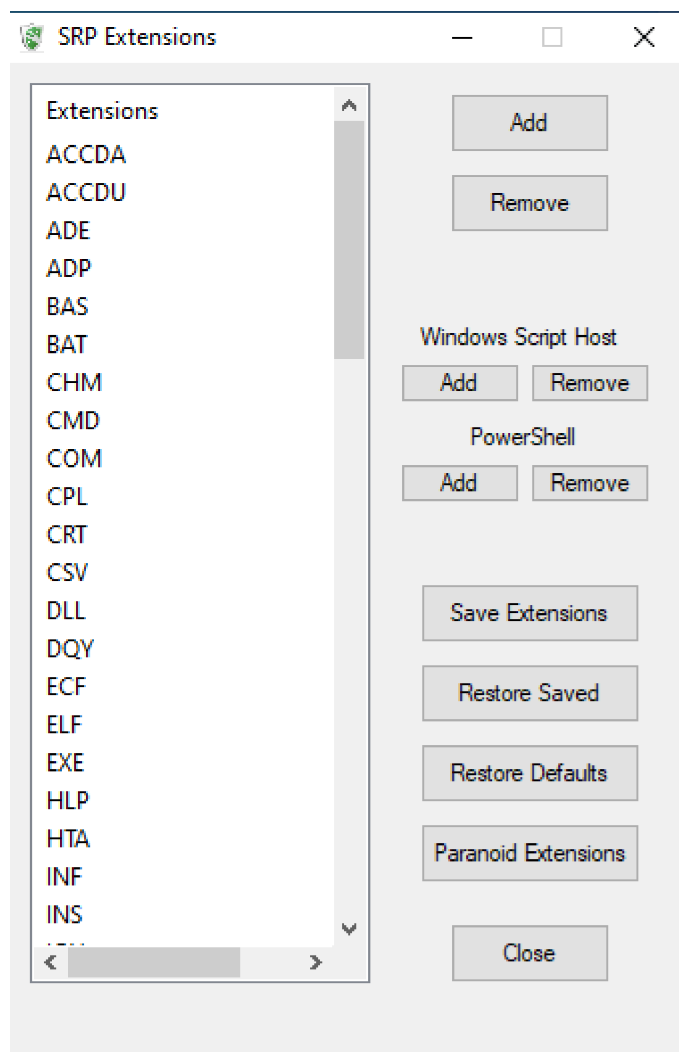 SRP Extensions
Extensions
ACCDA
ACCDU
ADE
ADP
BAS
BAT
CHM
CMD
COM
CPL
CRT
CSV
DLL
DQY
ECF
ELF
EXE
HLP
HTA
INF
INS
Add
Remove
Windows Script Host
Add Remove
PowerShell
Add Remove
Save Extensions
Restore Saved
Restore Defaults
Paranoid Extensions
Close